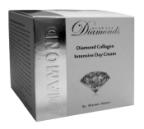 Diamonds
Diamond Collagen
Intensive Day Cream
DIAMOND